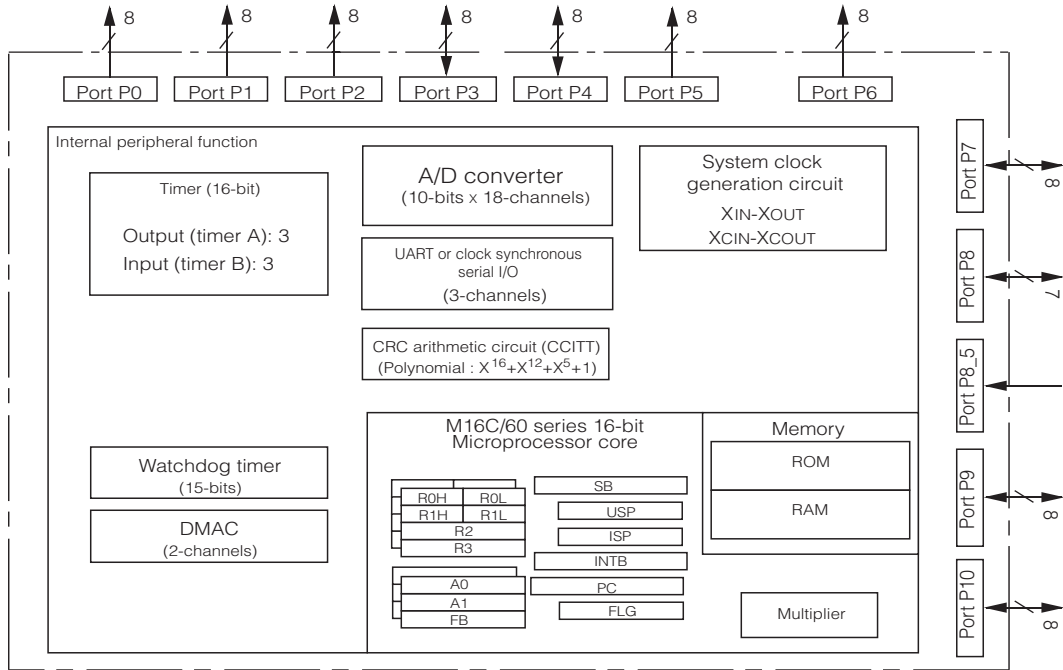 8 8 8 8 8 8 8
Port P0 Port P1 Port P2 Port P3 Port P4 Port P5 Port P6
Internal peripheral function
Timer (16-bit)
Output (timer A): 3
Input (timer B): 3
A/D converter
(10-bits x 18-channels)
UART or clock synchronous
serial I/O
(3-channels)
CRC arithmetic circuit (CCITT)
(Polynomial : X16+X12+X5+1)
System clock
generation circuit
XIN-XOUT
XCIN-XCOUT
Watchdog timer
(15-bits)
DMAC
(2-channels)
M16C/60 series 16-bit
Microprocessor core
R0H R0L
R1H R1L
R2
R3
A0
A1
FB
SB
USP
ISP
INTB
PC
FLG
Memory
ROM
RAM
Multiplier
Port P7
8
Port P8
7
Port P8_5
Port P9
8
Port P10
8